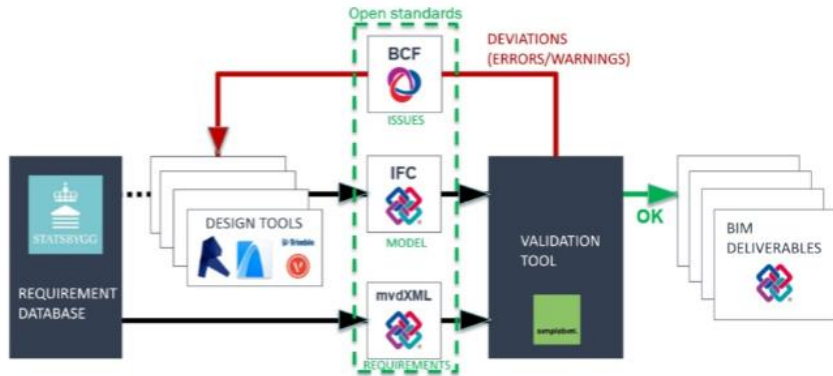 Open standards
BCF
ISSUES
DEVIATIONS
(ERRORS/WARNINGS)
STATSBYGG
REQUIREMENT
DATABASE
DESIGN TOOLS
Trimble
IFC
MODEL
mvdXML
REQUIREMENTS
VALIDATION
TOOL
simplebim.
OK
BIM
DELIVERABLES